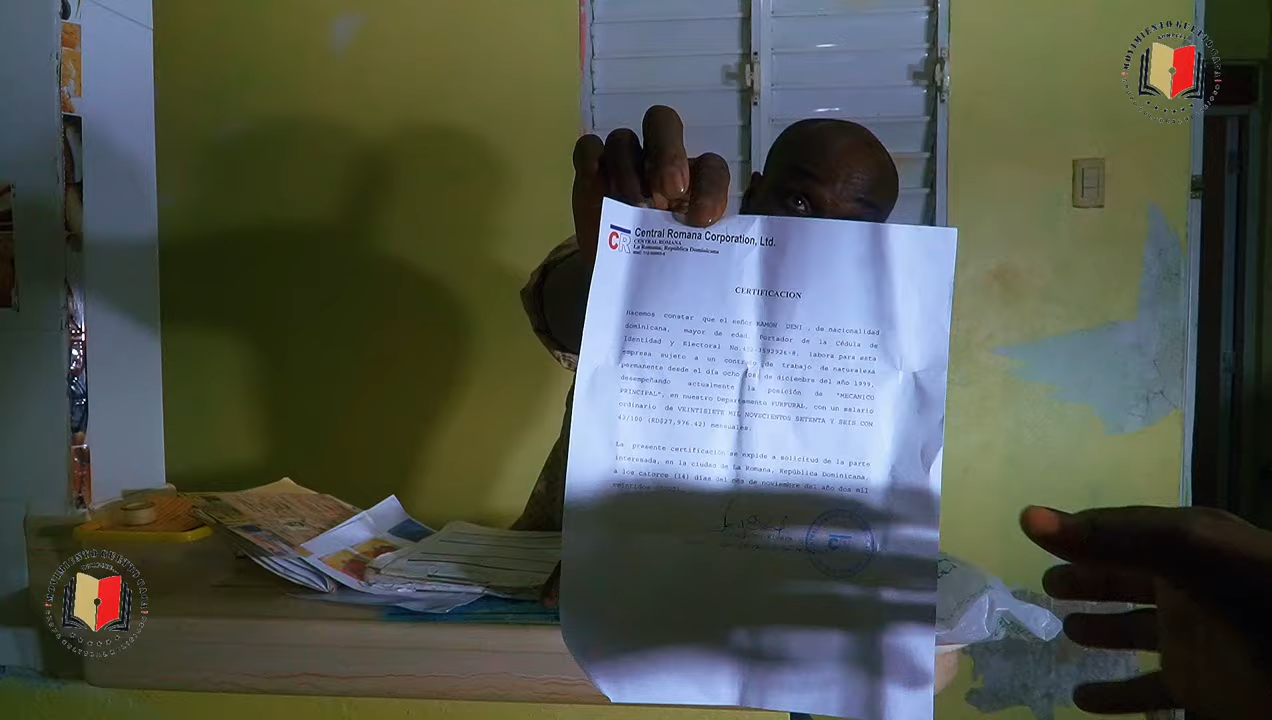 CR
Central Romana Corporation, Ltd.
CENTRAL ROMANA
La Romana, República Dominicana
CERTIFICACION
Hacemos constar que el señor RAMÓN DENI , de nacionalidad
dominicana, mayor de edad, Portador de la Cédula de
Identidad y Electoral No. labora para esta
empresa sujeto a un contrato de trabajo de naturaleza
permanente desde el día ocho de diciembre del año 1999,
desempeñando actualmente la posición de "MECANICO
PRINCIPAL", en nuestro Departamento FURFURAL, con un salario
ordinario de VEINTISIETE MIL NOVECIENTOS SETENTA Y SEIS CON
42/100 (RD$27,976.42) mensuales.
La presente certificación se expide a solicitud de la parte
interesada, en la ciudad de La Romana, República Dominicana,
a los catorce (14) días del mes de noviembre del año dos mil
MOVIMIENTO
MOVIMIENTO